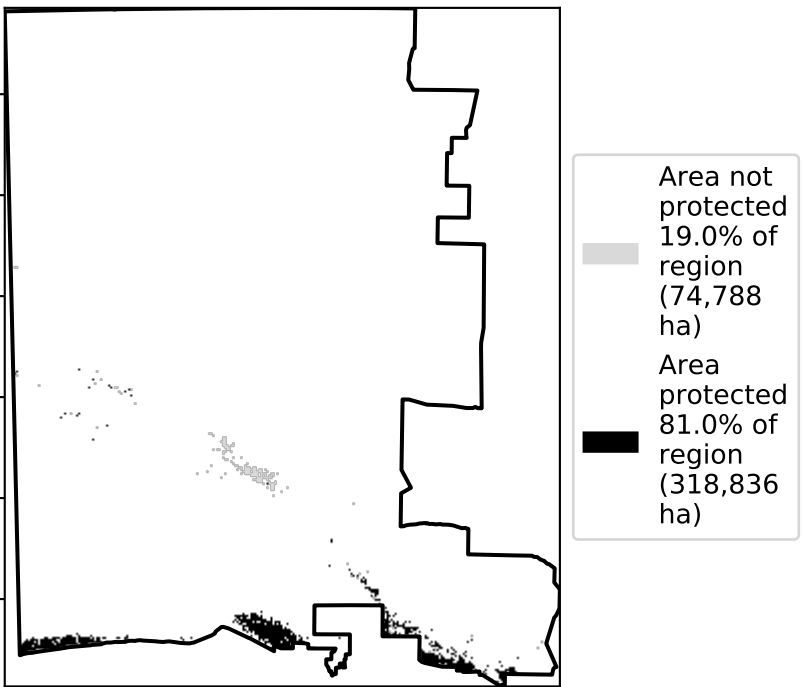 Area not
protected
19.0% of
region
(74,788
ha)
Area
protected
81.0% of
region
(318,836
ha)